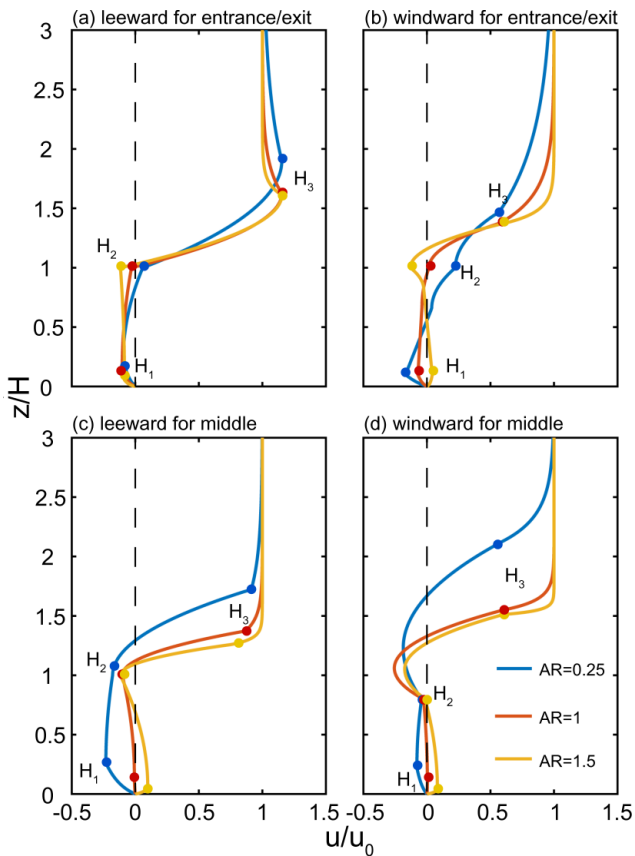 (a) leeward for entrance/exit
(b) windward for entrance/exit
3
2.5
2
1.5
1
0.5
0
H3
H2
H1
H3
H2
H1
z/H
(c) leeward for middle
(d) windward for middle
3
2.5
2
1.5
1
0.5
0
H3
H2
H1
H3
H2
H1
AR=0.25
AR=1
AR=1.5
-0.5 0 0.5 1 1.5
-0.5 0 0.5 1 1.5
u/u0